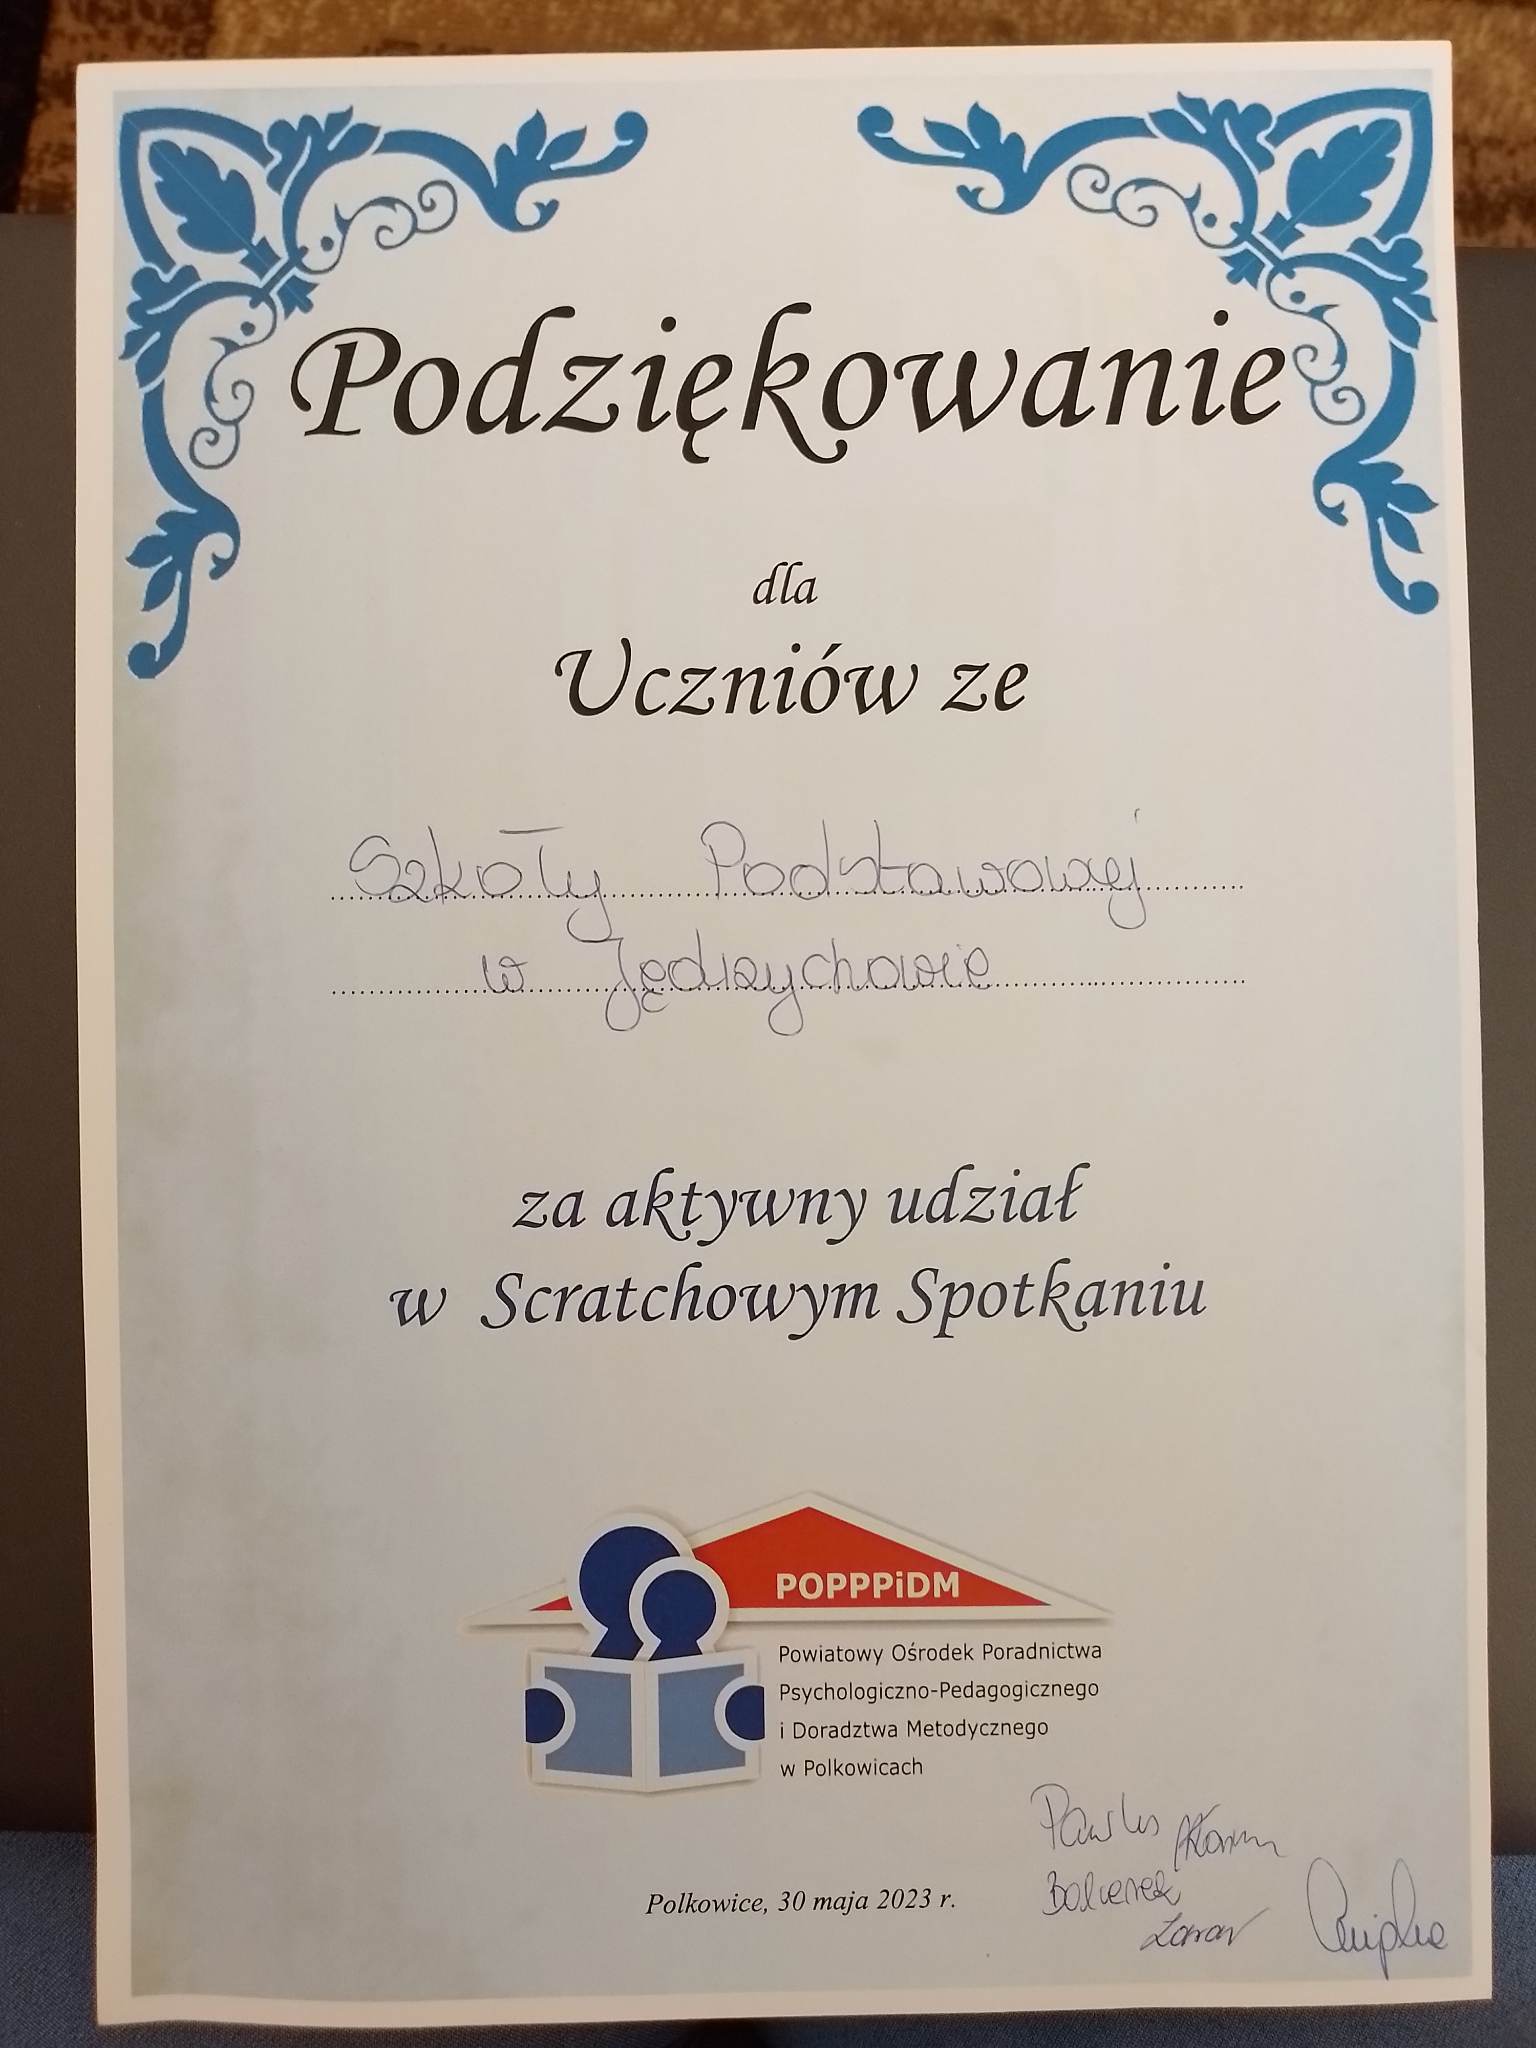 Podziękowanie
dla
Uczniów ze
Szkoły Podstawowej
w Jędrzychowie
za aktywny udział
w Scratchowym Spotkaniu
POPPPiDM
Powiatowy Ośrodek Poradnictwa
Psychologiczno-Pedagogicznego
i Doradztwa Metodycznego
w Polkowicach
Polkowice, 30 maja 2023 r.